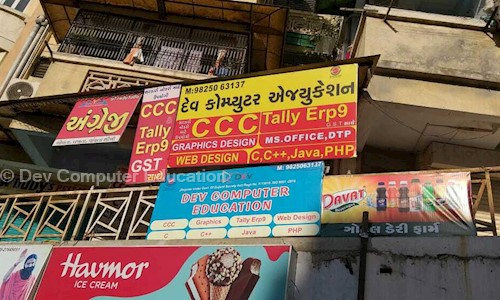 M:98250 63137
દેવ કોમ્પ્યુટર એજ્યુકેશન
CCC
& Tally
Erp9
GST
CCC
Tally Erp9
GST
GRAPHICS DESIGN
MS.OFFICE,DTP
WEB DESIGN
C,C++,Java,PHP
અંગ્રેજી
© Dev Computer Education
M. 98250 63137
DEV COMPUTER
EDUCATION
CCC
Graphics
Tally Erp9
Web Design
C
C++
Java
PHP
DAVAT
ગોકુલ ડેરી ફાર્મ
Havmor
ICE CREAM